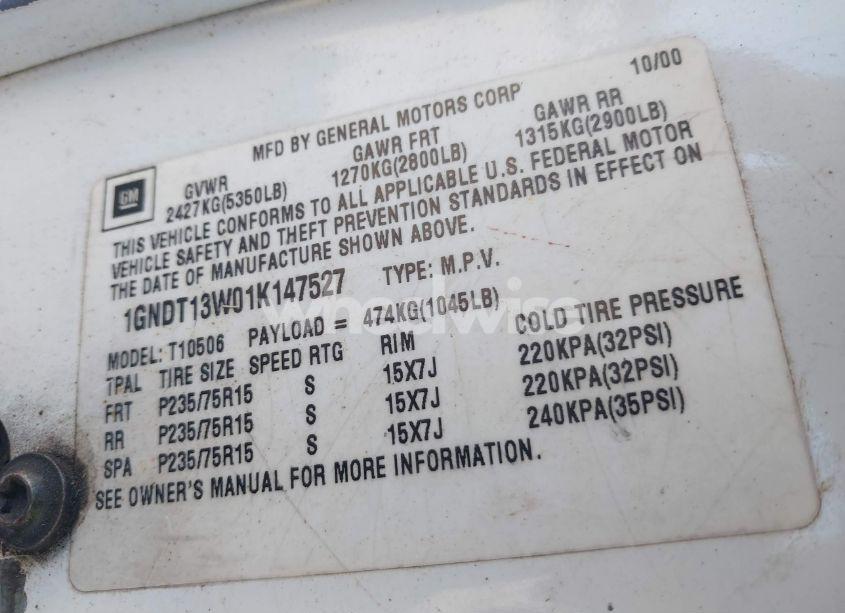 10/00
MFD BY GENERAL MOTORS CORP
GM
GVWR GAWR FRT GAWR RR
2427KG(5350LB) 1270KG(2800LB) 1315KG(2900LB)
THIS VEHICLE CONFORMS TO ALL APPLICABLE U.S. FEDERAL MOTOR
VEHICLE SAFETY AND THEFT PREVENTION STANDARDS IN EFFECT ON
THE DATE OF MANUFACTURE SHOWN ABOVE.
1GNDT13W01K147527 TYPE: M.P.V.
MODEL: T10506 PAYLOAD = 474KG(1045LB)
TPAL TIRE SIZE SPEED RTG RIM COLD TIRE PRESSURE
FRT P235/75R15 S 15X7J 220KPA(32PSI)
RR P235/75R15 S 15X7J 220KPA(32PSI)
SPA P235/75R15 S 15X7J 240KPA(35PSI)
SEE OWNER'S MANUAL FOR MORE INFORMATION.
wheelwise